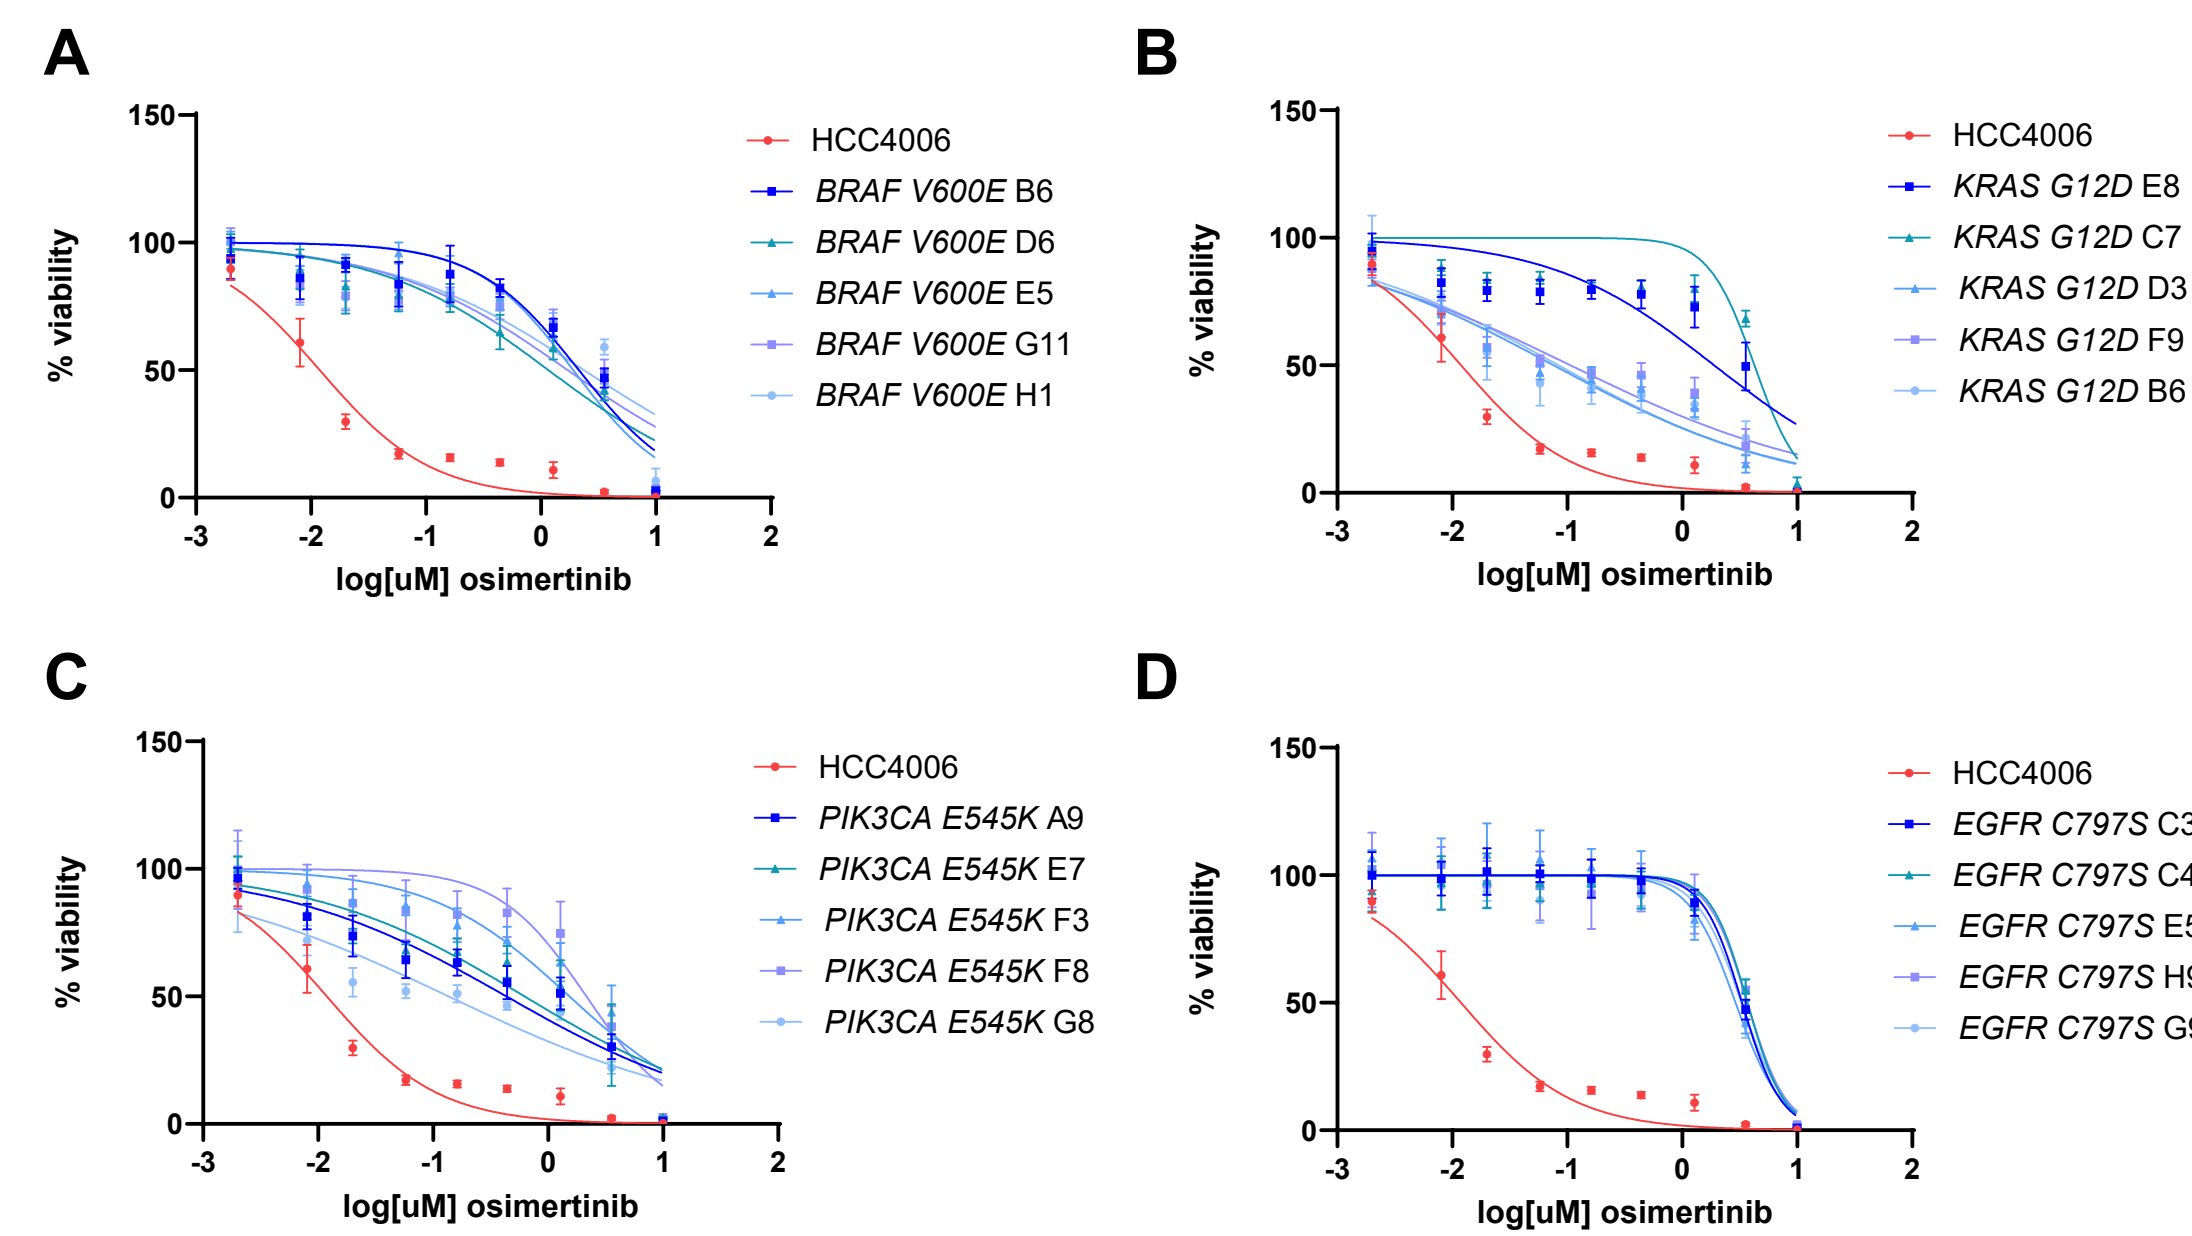 A
150
100
50
0
-3 -2 -1 0 1 2
% viability
log[uM] osimertinib
HCC4006
BRAF V600E B6
BRAF V600E D6
BRAF V600E E5
BRAF V600E G11
BRAF V600E H1
B
150
100
50
0
-3 -2 -1 0 1 2
% viability
log[uM] osimertinib
HCC4006
KRAS G12D E8
KRAS G12D C7
KRAS G12D D3
KRAS G12D F9
KRAS G12D B6
C
150
100
50
0
-3 -2 -1 0 1 2
% viability
log[uM] osimertinib
HCC4006
PIK3CA E545K A9
PIK3CA E545K E7
PIK3CA E545K F3
PIK3CA E545K F8
PIK3CA E545K G8
D
150
100
50
0
-3 -2 -1 0 1 2
% viability
log[uM] osimertinib
HCC4006
EGFR C797S C3
EGFR C797S C4
EGFR C797S E5
EGFR C797S H9
EGFR C797S G9